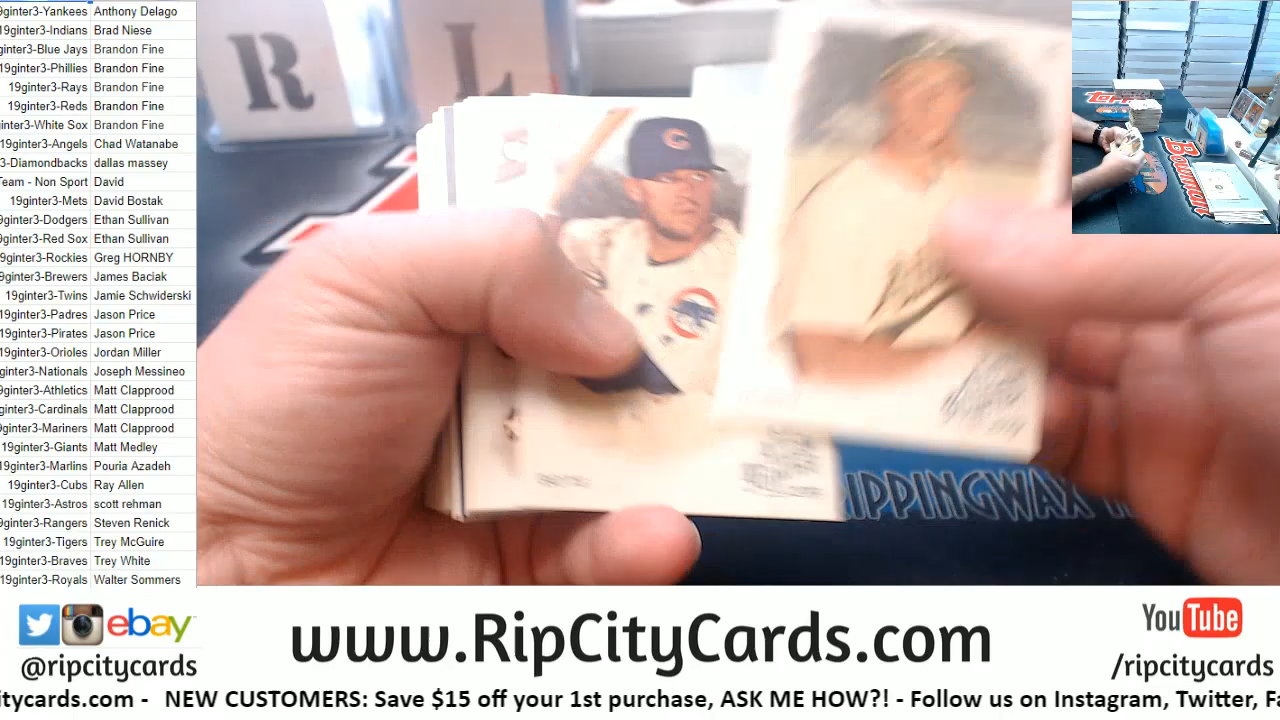 9ginter3-Yankees Anthony Delago
19ginter3-Indians Brad Niese
ginter3-Blue Jays Brandon Fine
19ginter3-Phillies Brandon Fine
19ginter3-Rays Brandon Fine
19ginter3-Reds Brandon Fine
ginter3-White Sox Brandon Fine
19ginter3-Angels Chad Watanabe
3-Diamondbacks dallas massey
Team - Non Sport David
19ginter3-Mets David Bostak
9ginter3-Dodgers Ethan Sullivan
9ginter3-Red Sox Ethan Sullivan
9ginter3-Rockies Greg HORNBY
9ginter3-Brewers James Baciak
19ginter3-Twins Jamie Schwiderski
19ginter3-Padres Jason Price
19ginter3-Pirates Jason Price
19ginter3-Orioles Jordan Miller
ginter3-Nationals Joseph Messineo
9ginter3-Athletics Matt Clapprood
ginter3-Cardinals Matt Clapprood
ginter3-Mariners Matt Clapprood
19ginter3-Giants Matt Medley
19ginter3-Marlins Pouria Azadeh
19ginter3-Cubs Ray Allen
19ginter3-Astros scott rehman
9ginter3-Rangers Steven Renick
19ginter3-Tigers Trey McGuire
19ginter3-Braves Trey White
19ginter3-Royals Walter Sommers
R L
C
Topps
Bowman
RIPPINGWAX
ebay
@ripcitycards
www.RipCityCards.com
YouTube
/ripcitycards
citycards.com - NEW CUSTOMERS: Save $15 off your 1st purchase, ASK ME HOW?! - Follow us on Instagram, Twitter, Fa